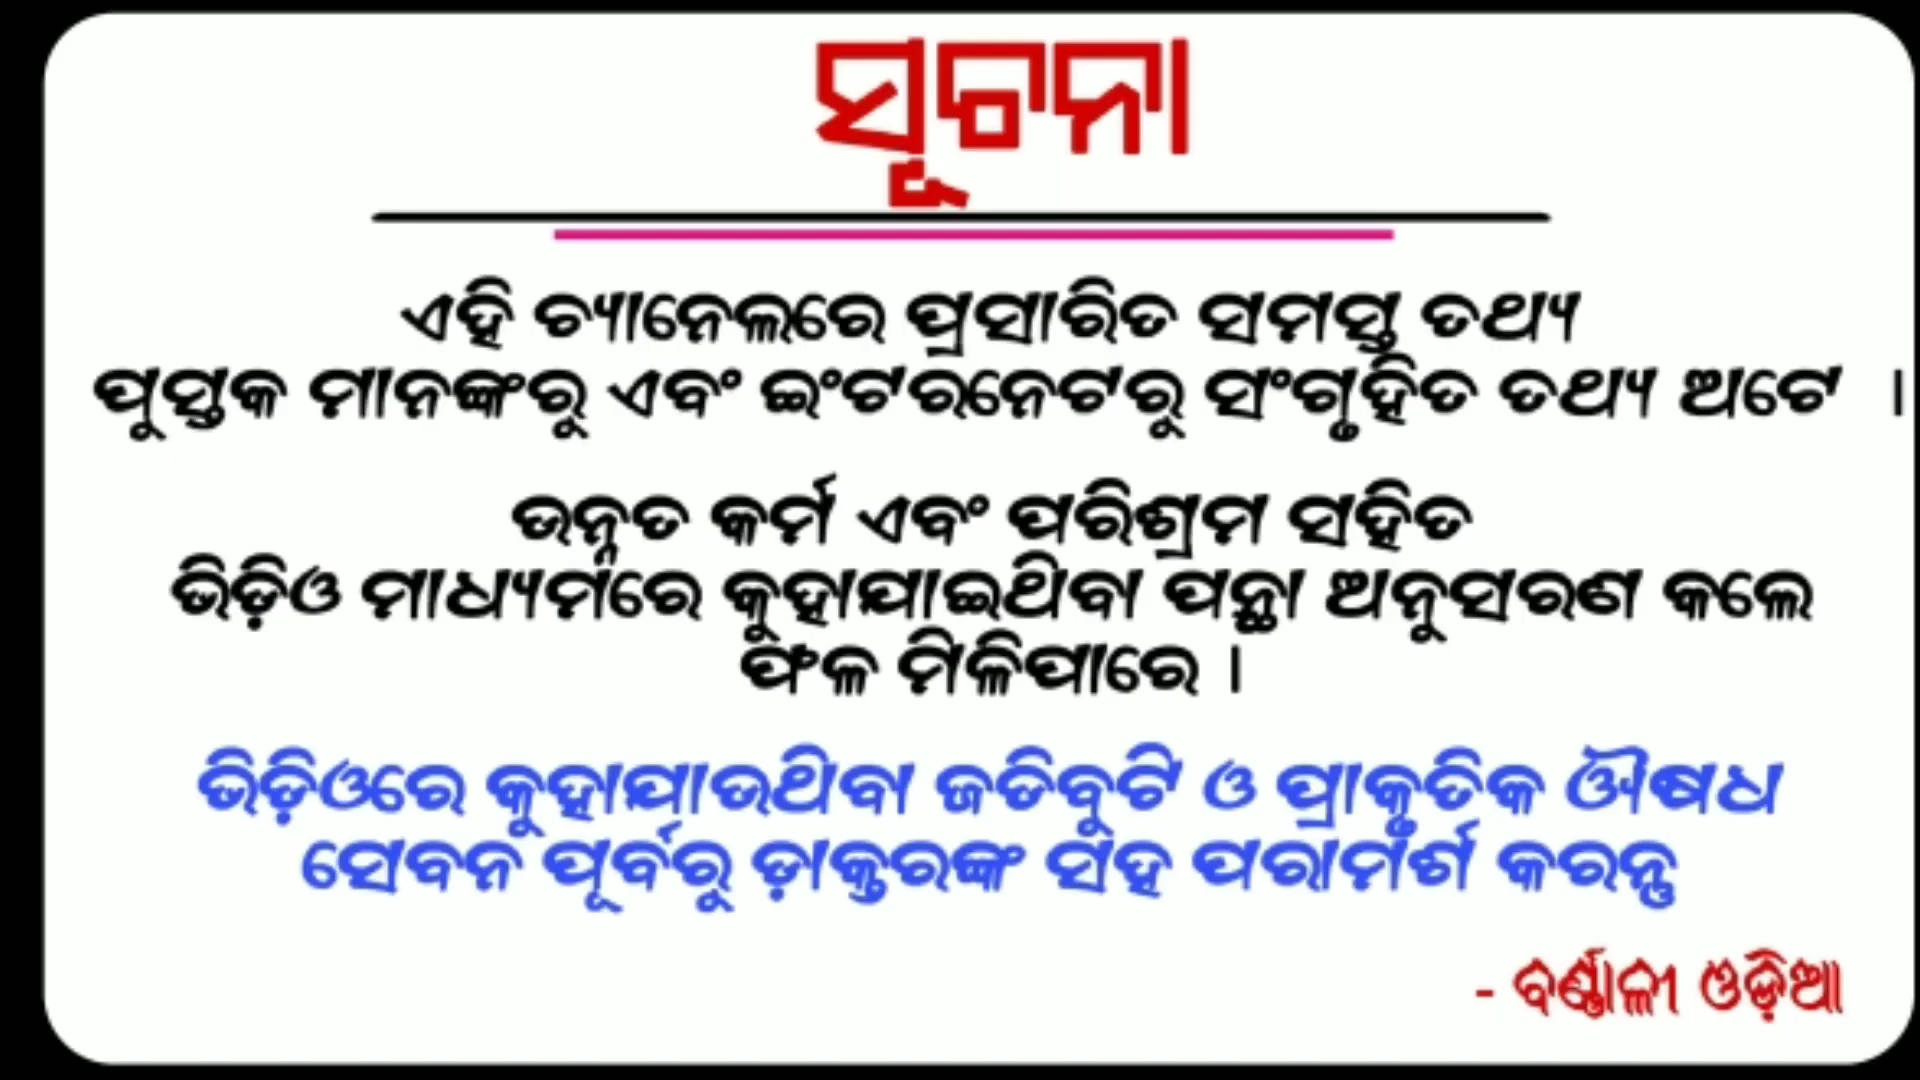 ସୂଚନା
ଏହି ଚ୍ୟାନେଲରେ ପ୍ରସାରିତ ସମସ୍ତ ତଥ୍ୟ
ପୁସ୍ତକ ମାନଙ୍କରୁ ଏବଂ ଇଂଟରନେଟରୁ ସଂଗୃହିତ ତଥ୍ୟ ଅଟେ ।
ଉନ୍ନତ କର୍ମ ଏବଂ ପରିଶ୍ରମ ସହିତ
ଭିଡ଼ିଓ ମାଧ୍ୟମରେ କୁହାଯାଇଥିବା ପନ୍ଥା ଅନୁସରଣ କଲେ
ଫଳ ମିଳିପାରେ ।
ଭିଡ଼ିଓରେ କୁହାଯାଉଥିବା ଜଡିବୁଟି ଓ ପ୍ରାକୃତିକ ଔଷଧ
ସେବନ ପୂର୍ବରୁ ଡ଼ାକ୍ତରଙ୍କ ସହ ପରାମର୍ଶ କରନ୍ତୁ
- ବର୍ଣ୍ଣାଳୀ ଓଡ଼ିଆ